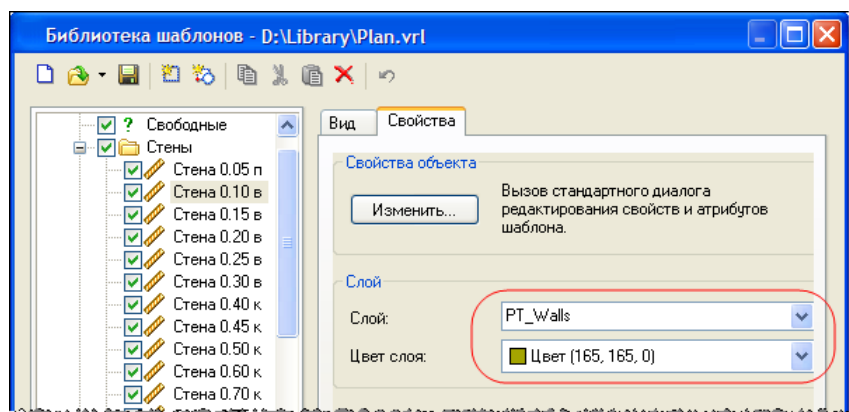 Библиотека шаблонов - D:\Library\Plan.vrl
? Свободные
Стены
Стена 0.05 п
Стена 0.10 в
Стена 0.15 в
Стена 0.20 в
Стена 0.25 в
Стена 0.30 в
Стена 0.40 к
Стена 0.45 к
Стена 0.50 к
Стена 0.60 к
Стена 0.70 к
Вид
Свойства
Свойства объекта
Изменить...
Вызов стандартного диалога
редактирования свойств и атрибутов
шаблона.
Слой
Слой:
PT_Walls
Цвет слоя:
Цвет (165, 165, 0)